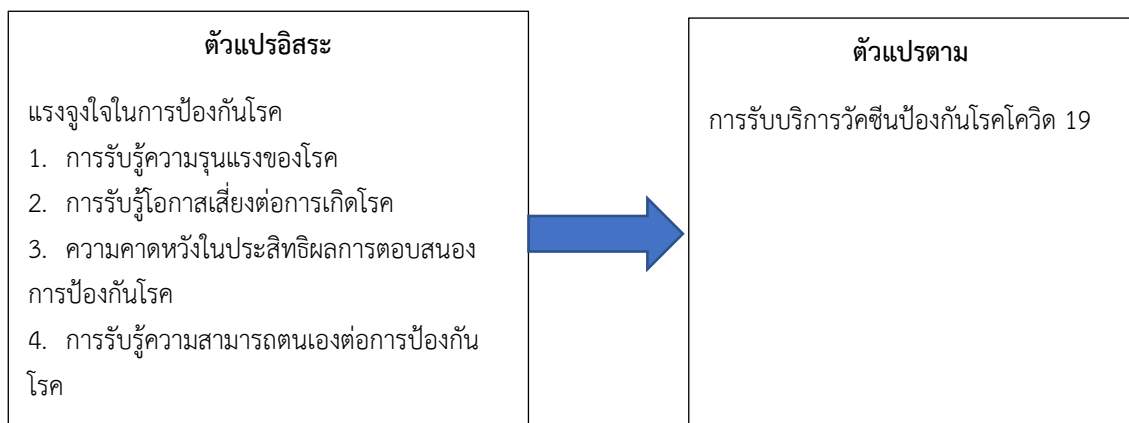 ตัวแปรอิสระ
แรงจูงใจในการป้องกันโรค
1. การรับรู้ความรุนแรงของโรค
2. การรับรู้โอกาสเสี่ยงต่อการเกิดโรค
3. ความคาดหวังในประสิทธิผลการตอบสนอง
การป้องกันโรค
4. การรับรู้ความสามารถตนเองต่อการป้องกัน
โรค
ตัวแปรตาม
การรับบริการวัคซีนป้องกันโรคโควิด 19